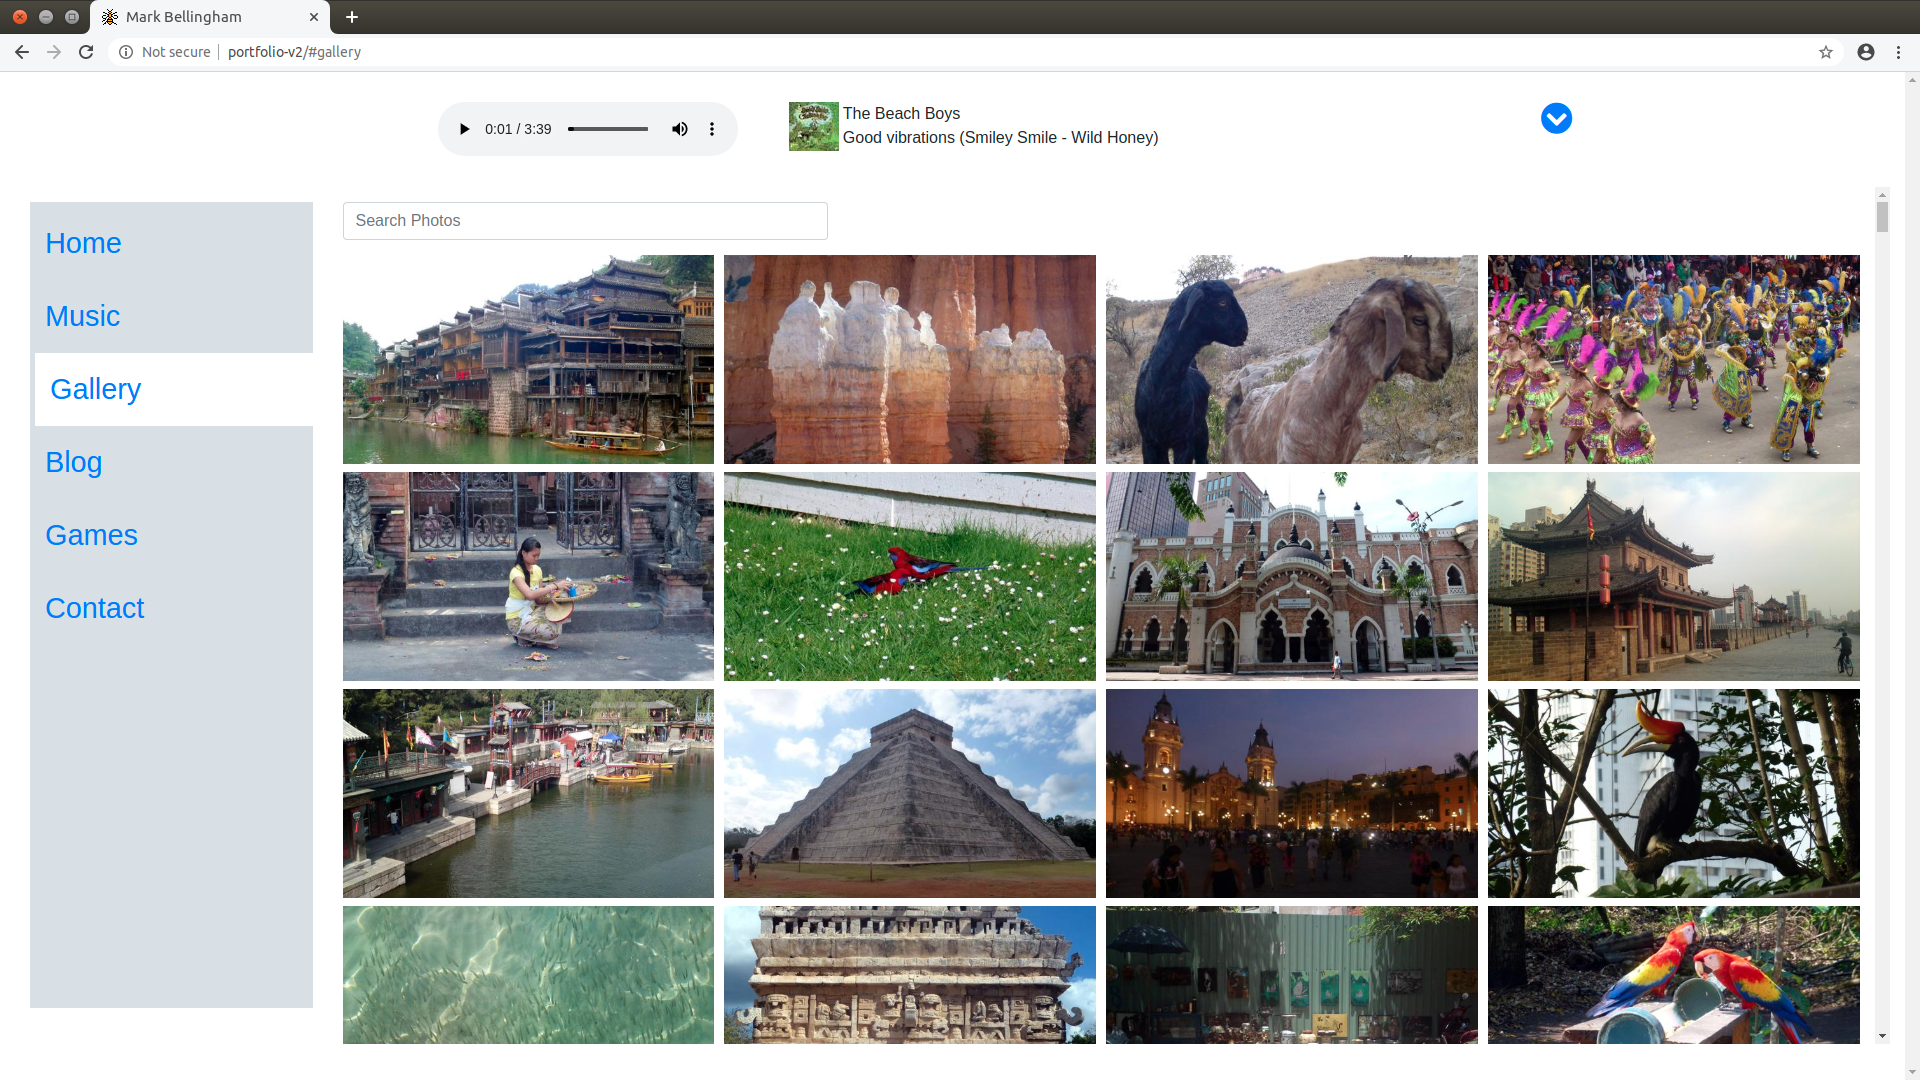 Mark Bellingham
Not secure
portfolio-v2/#gallery
0:01 / 3:39
The Beach Boys
Good vibrations (Smiley Smile - Wild Honey)
Search Photos
Home
Music
Gallery
Blog
Games
Contact